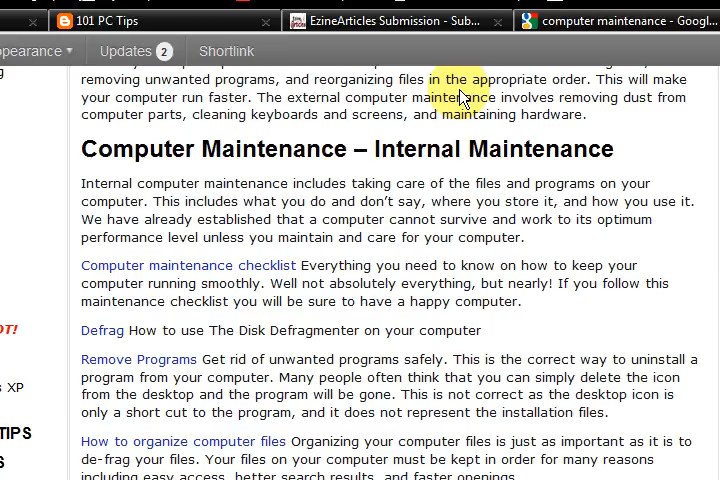 101 PC Tips
EzineArticles Submission - Sub...
computer maintenance - Googl...
ppearance
Updates 2
Shortlink
removing unwanted programs, and reorganizing files in the appropriate order. This will make
your computer run faster. The external computer maintenance involves removing dust from
computer parts, cleaning keyboards and screens, and maintaining hardware.
Computer Maintenance – Internal Maintenance
Internal computer maintenance includes taking care of the files and programs on your
computer. This includes what you do and don't say, where you store it, and how you use it.
We have already established that a computer cannot survive and work to its optimum
performance level unless you maintain and care for your computer.
Computer maintenance checklist Everything you need to know on how to keep your
computer running smoothly. Well not absolutely everything, but nearly! If you follow this
maintenance checklist you will be sure to have a happy computer.
OT!
Defrag How to use The Disk Defragmenter on your computer
Remove Programs Get rid of unwanted programs safely. This is the correct way to uninstall a
program from your computer. Many people often think that you can simply delete the icon
s XP
from the desktop and the program will be gone. This is not correct as the desktop icon is
only a short cut to the program, and it does not represent the installation files.
TIPS
How to organize computer files Organizing your computer files is just as important as it is to
S
de-frag your files. Your files on your computer must be kept in order for many reasons
including easy access, better search results, and faster openings.